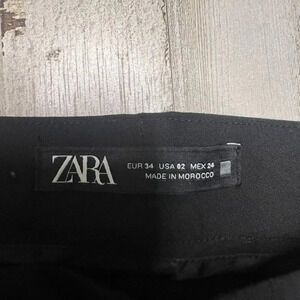 ZARA
EUR 34 USA 02 MEX 24
MADE IN MOROCCO